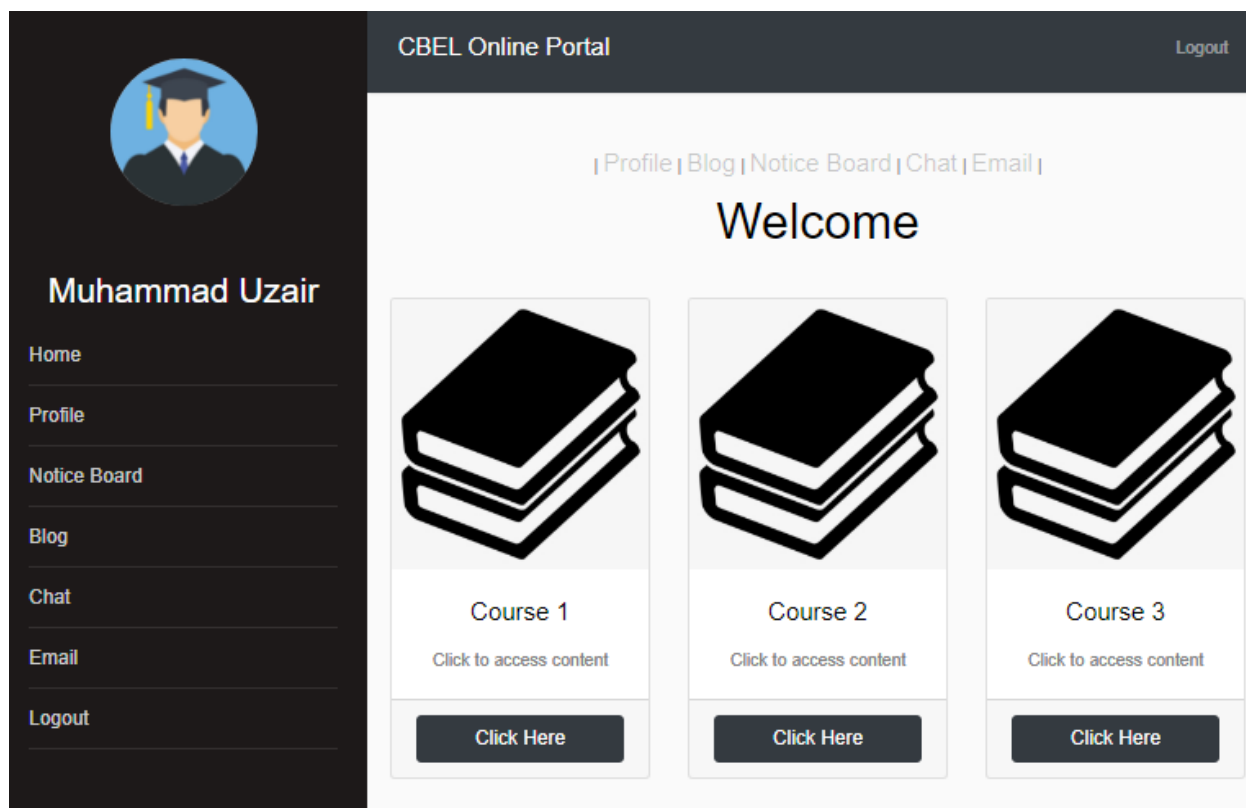 CBEL Online Portal
Logout
| Profile | Blog | Notice Board | Chat | Email |
Welcome
Muhammad Uzair
Home
Profile
Notice Board
Blog
Chat
Email
Logout
Course 1
Click to access content
Click Here
Course 2
Click to access content
Click Here
Course 3
Click to access content
Click Here